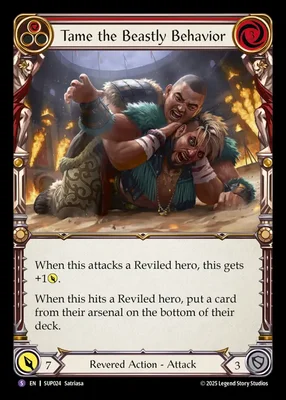 Tame the Beastly Behavior
When this attacks a Reviled hero, this gets
+1.
When this hits a Reviled hero, put a card
from their arsenal on the bottom of their
deck.
7
Revered Action - Attack
3
S EN | SUP024 Satriasa
© 2025 Legend Story Studios